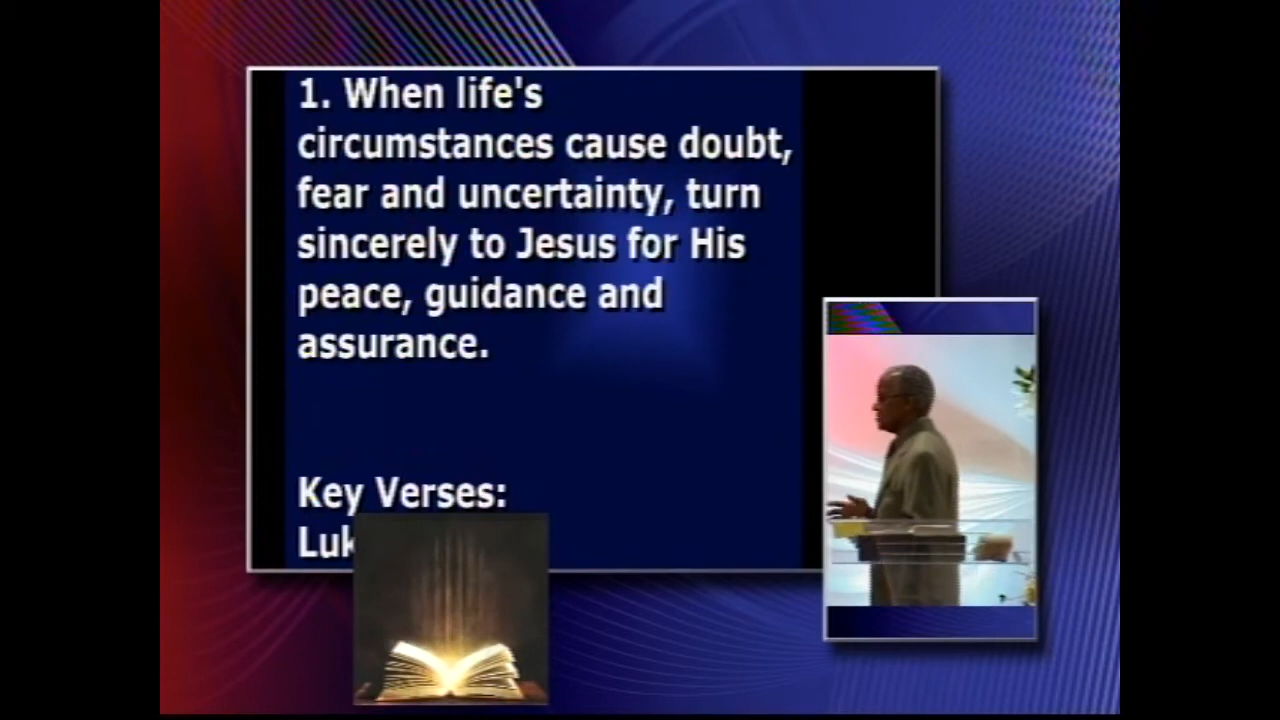 1. When life's
circumstances cause doubt,
fear and uncertainty, turn
sincerely to Jesus for His
peace, guidance and
assurance.
Key Verses: